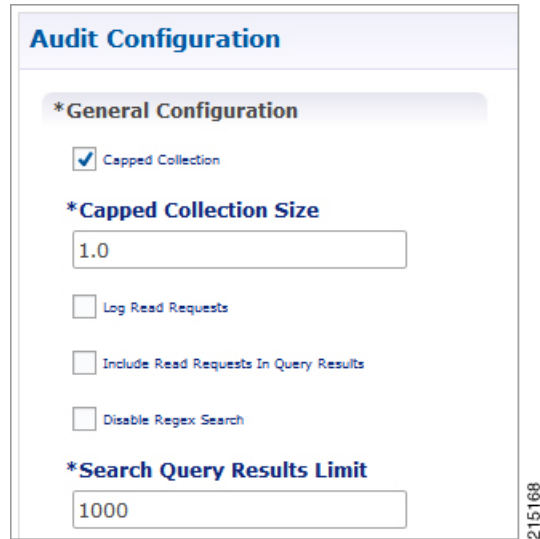 Audit Configuration
*General Configuration
Capped Collection
*Capped Collection Size
1.0
Log Read Requests
Include Read Requests In Query Results
Disable Regex Search
*Search Query Results Limit
1000
215168